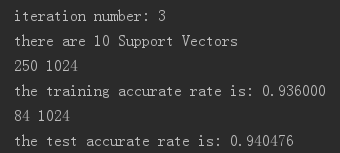 iteration number: 3
there are 10 Support Vectors
250 1024
the training accurate rate is: 0.936000
84 1024
the test accurate rate is: 0.940476